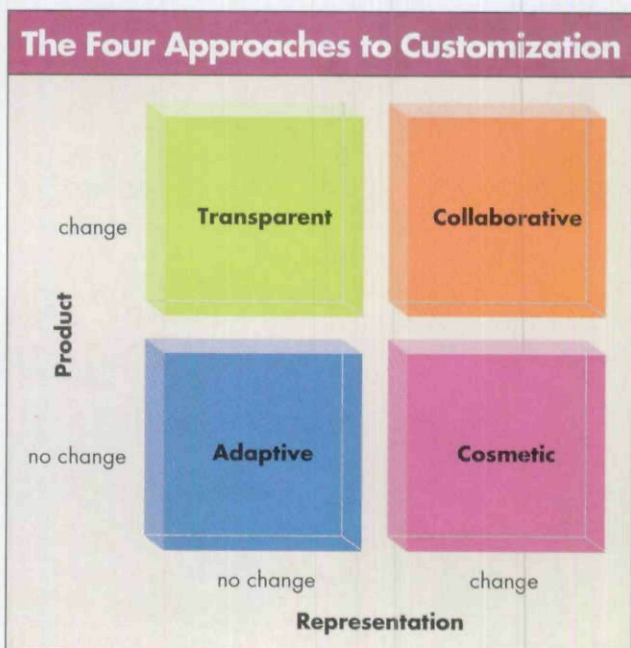 The Four Approaches to Customization
change
Transparent
Collaborative
Product
no change
Adaptive
Cosmetic
no change
change
Representation